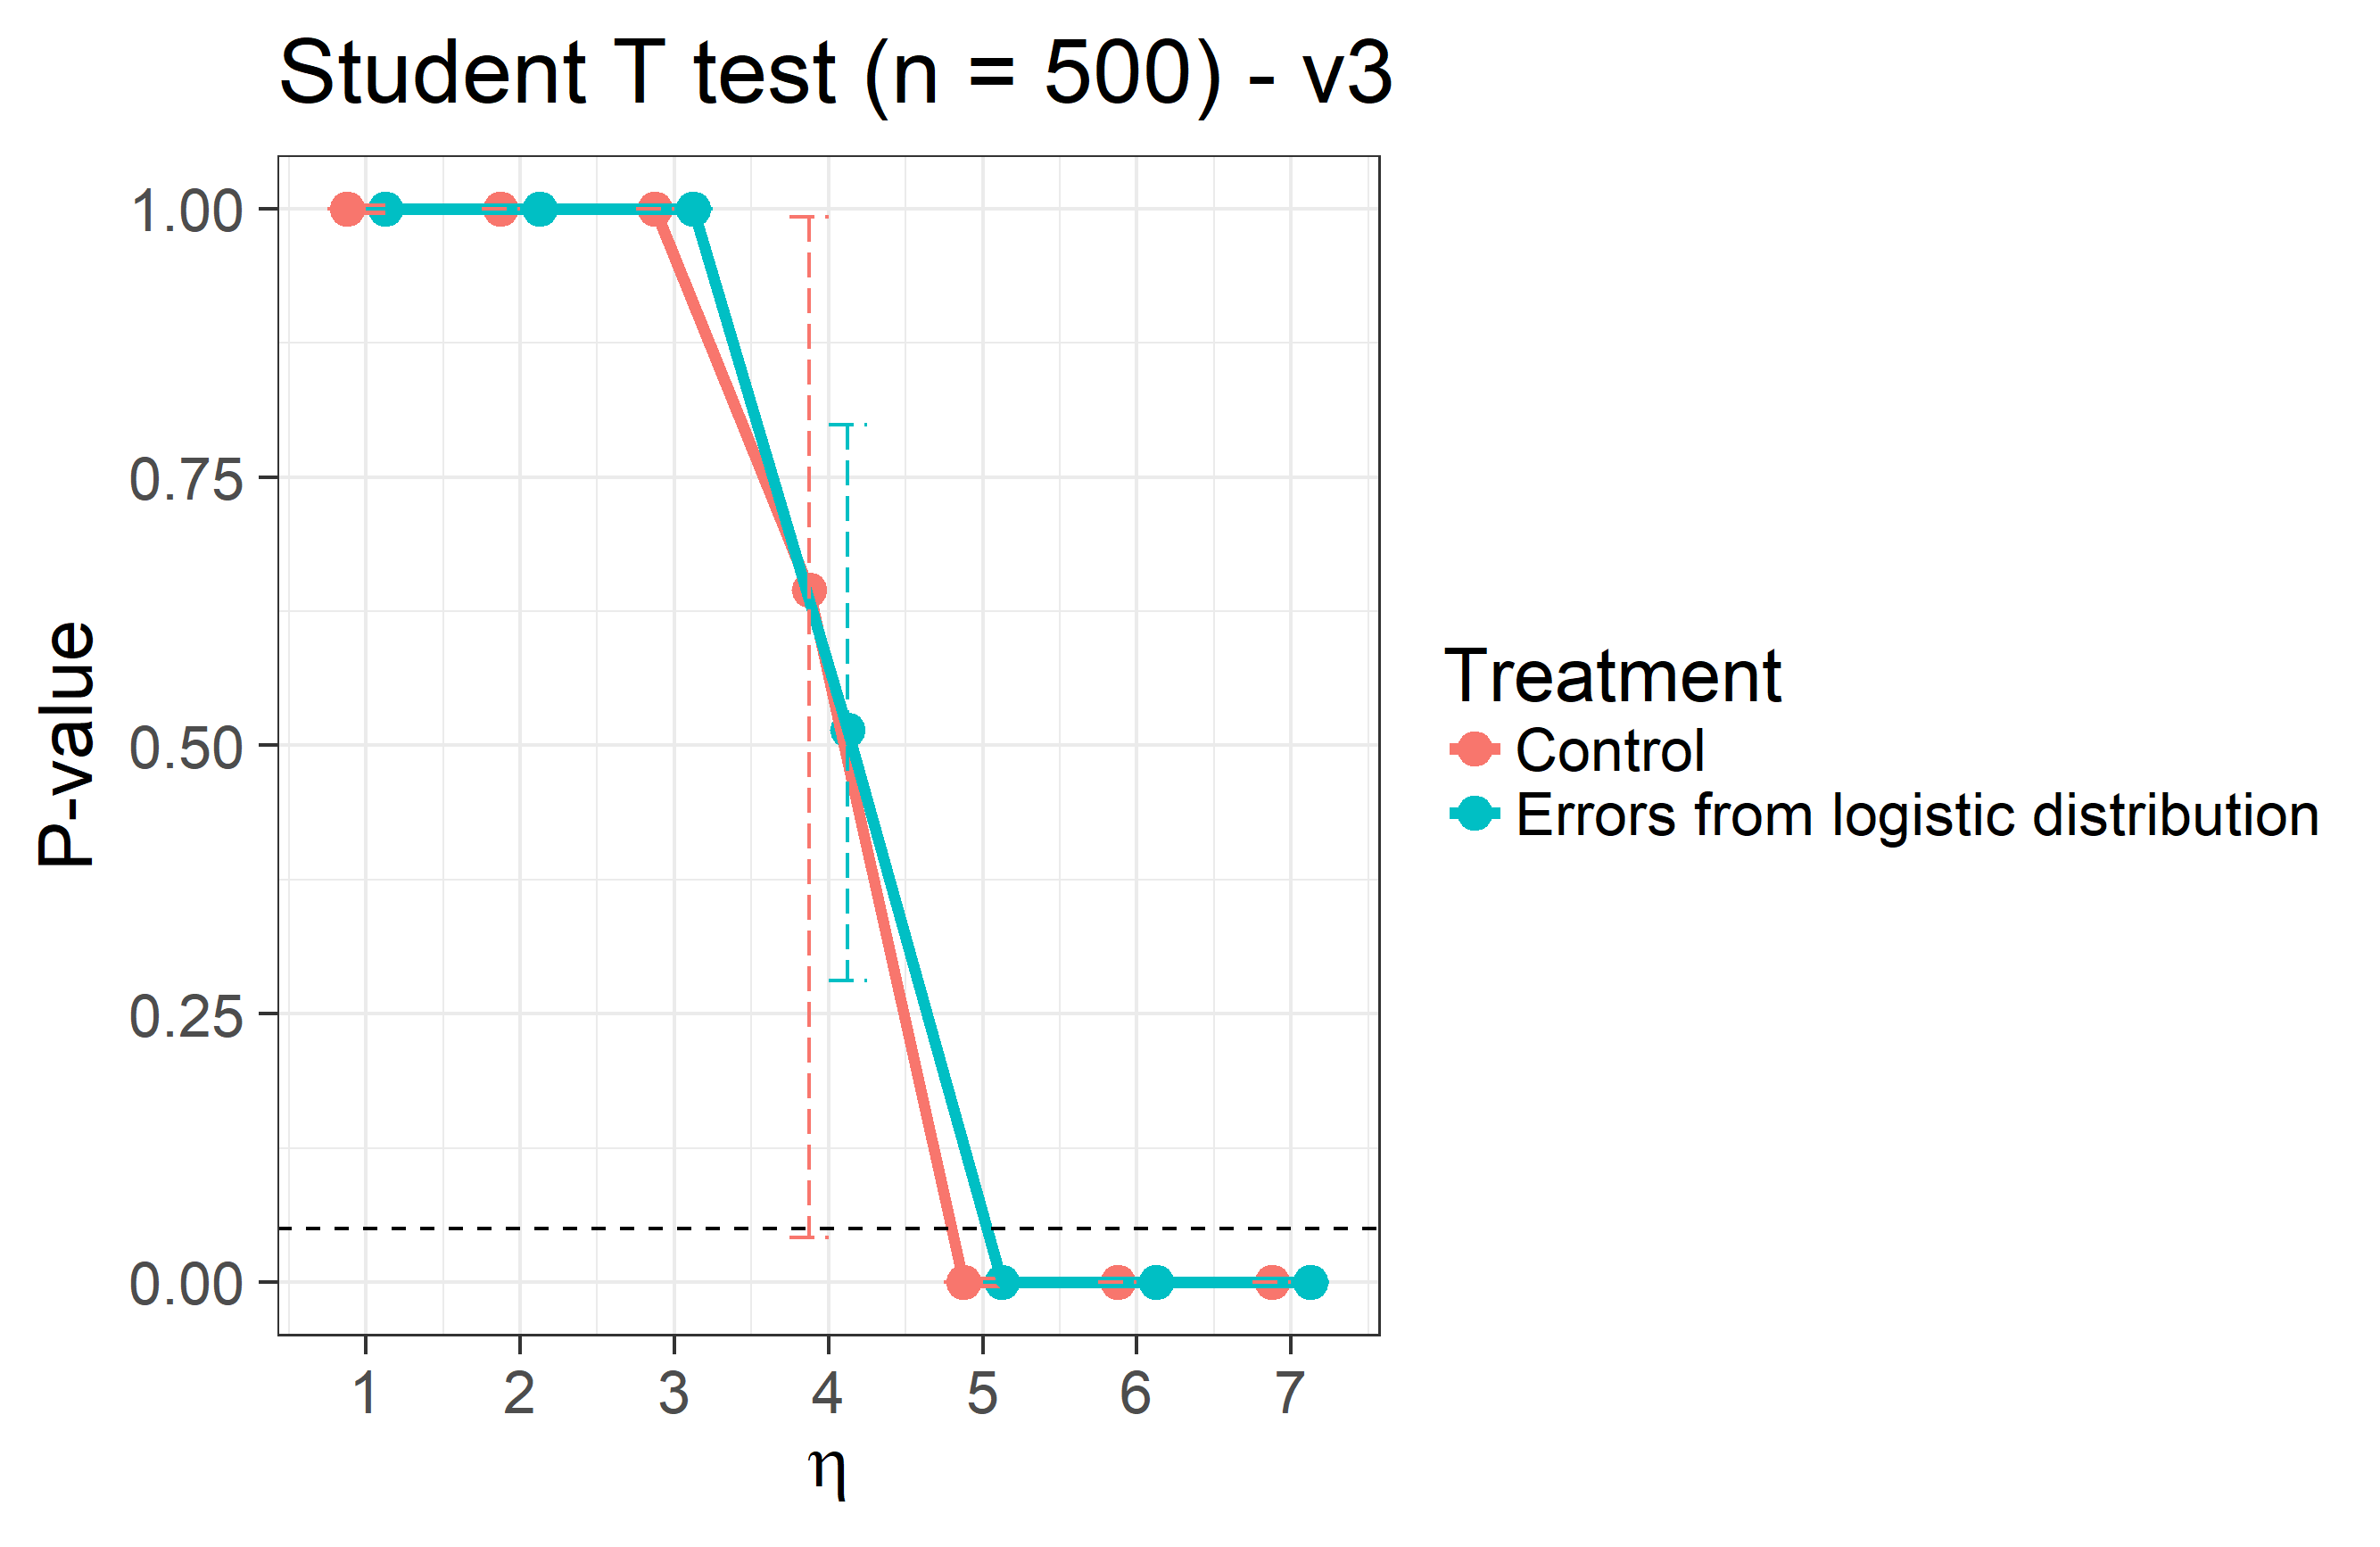 Student T test (n = 500) - v3
1.00
0.75
0.50
0.25
0.00
P-value
1 2 3 4 5 6 7
η
Treatment
Control
Errors from logistic distribution